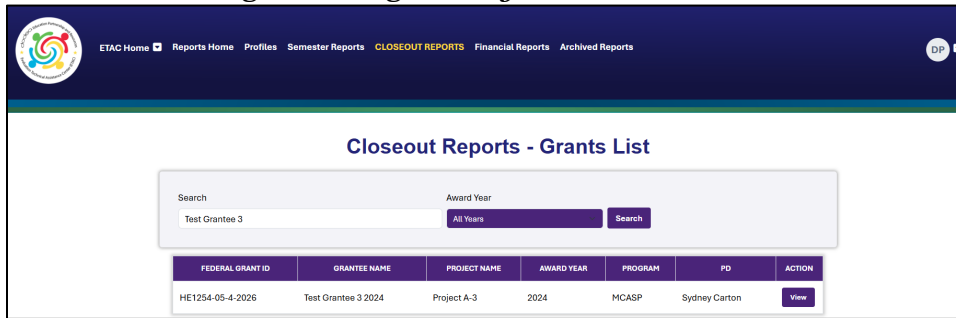 ETAC Home Reports Home Profiles Semester Reports CLOSEOUT REPORTS Financial Reports Archived Reports
DP
Closeout Reports - Grants List
Search Award Year
Test Grantee 3 All Years Search
FEDERAL GRANT ID GRANTEE NAME PROJECT NAME AWARD YEAR PROGRAM PD ACTION
HE1254-05-4-2026 Test Grantee 3 2024 Project A-3 2024 MCASP Sydney Carton View